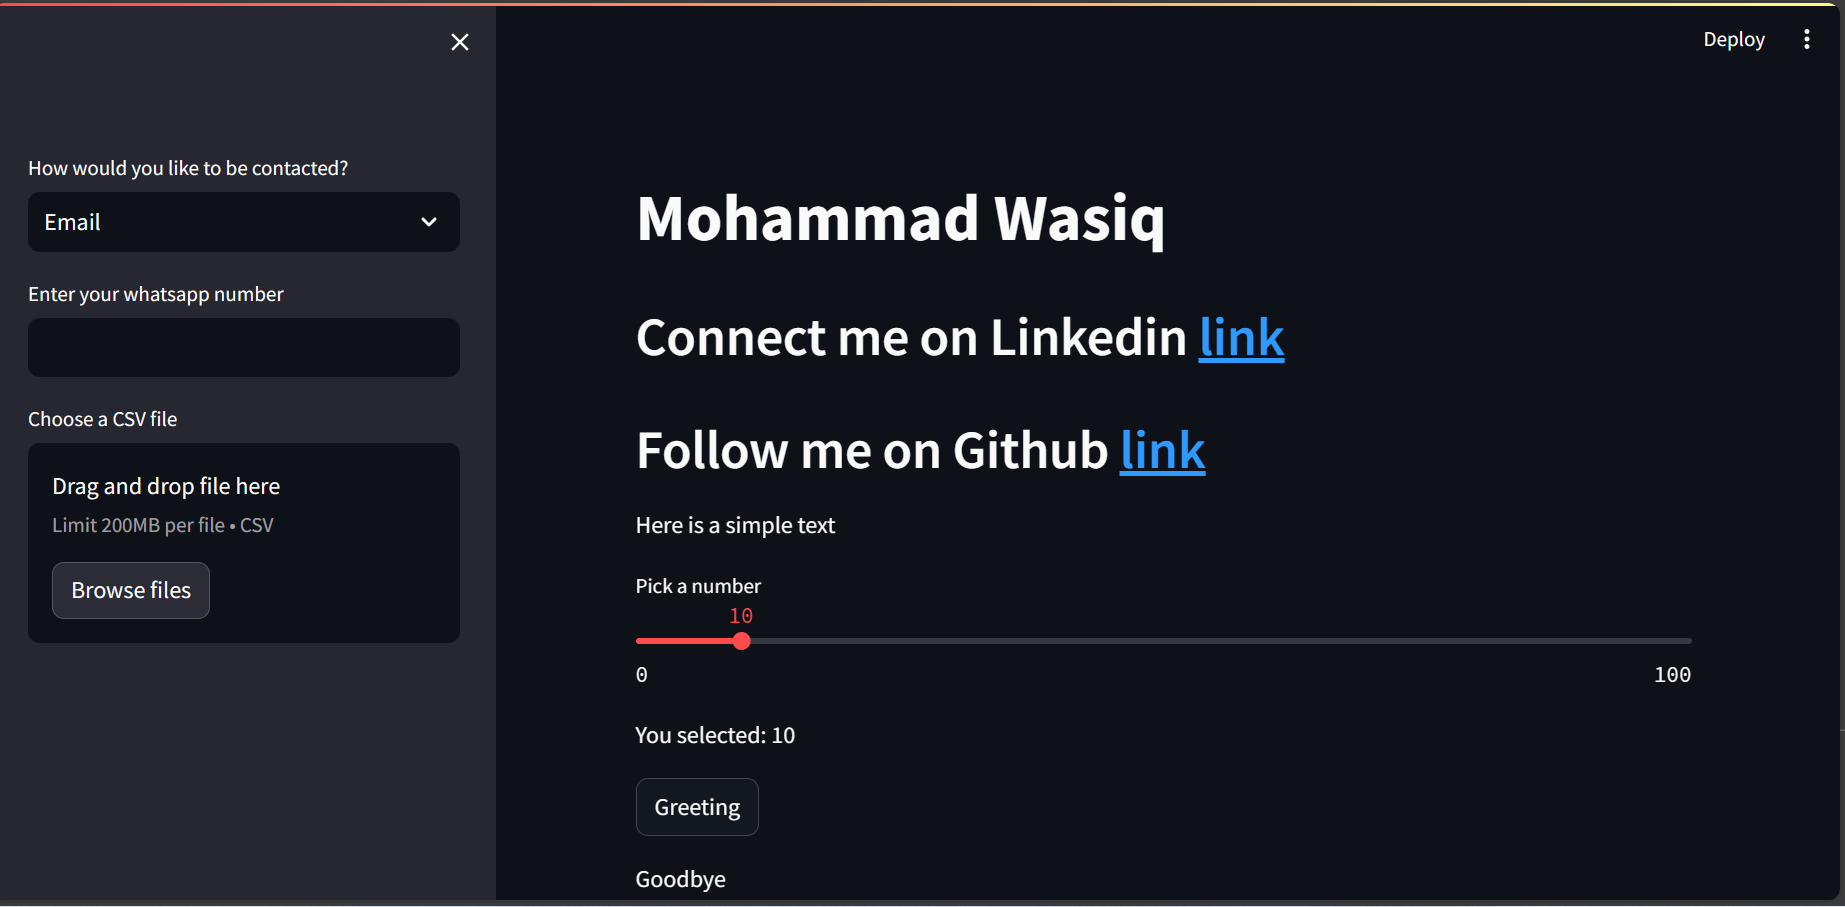 Deploy
How would you like to be contacted?
Email
Enter your whatsapp number
Choose a CSV file
Drag and drop file here
Limit 200MB per file • CSV
Browse files
Mohammad Wasiq
Connect me on Linkedin link
Follow me on Github link
Here is a simple text
Pick a number
10
0 100
You selected: 10
Greeting
Goodbye